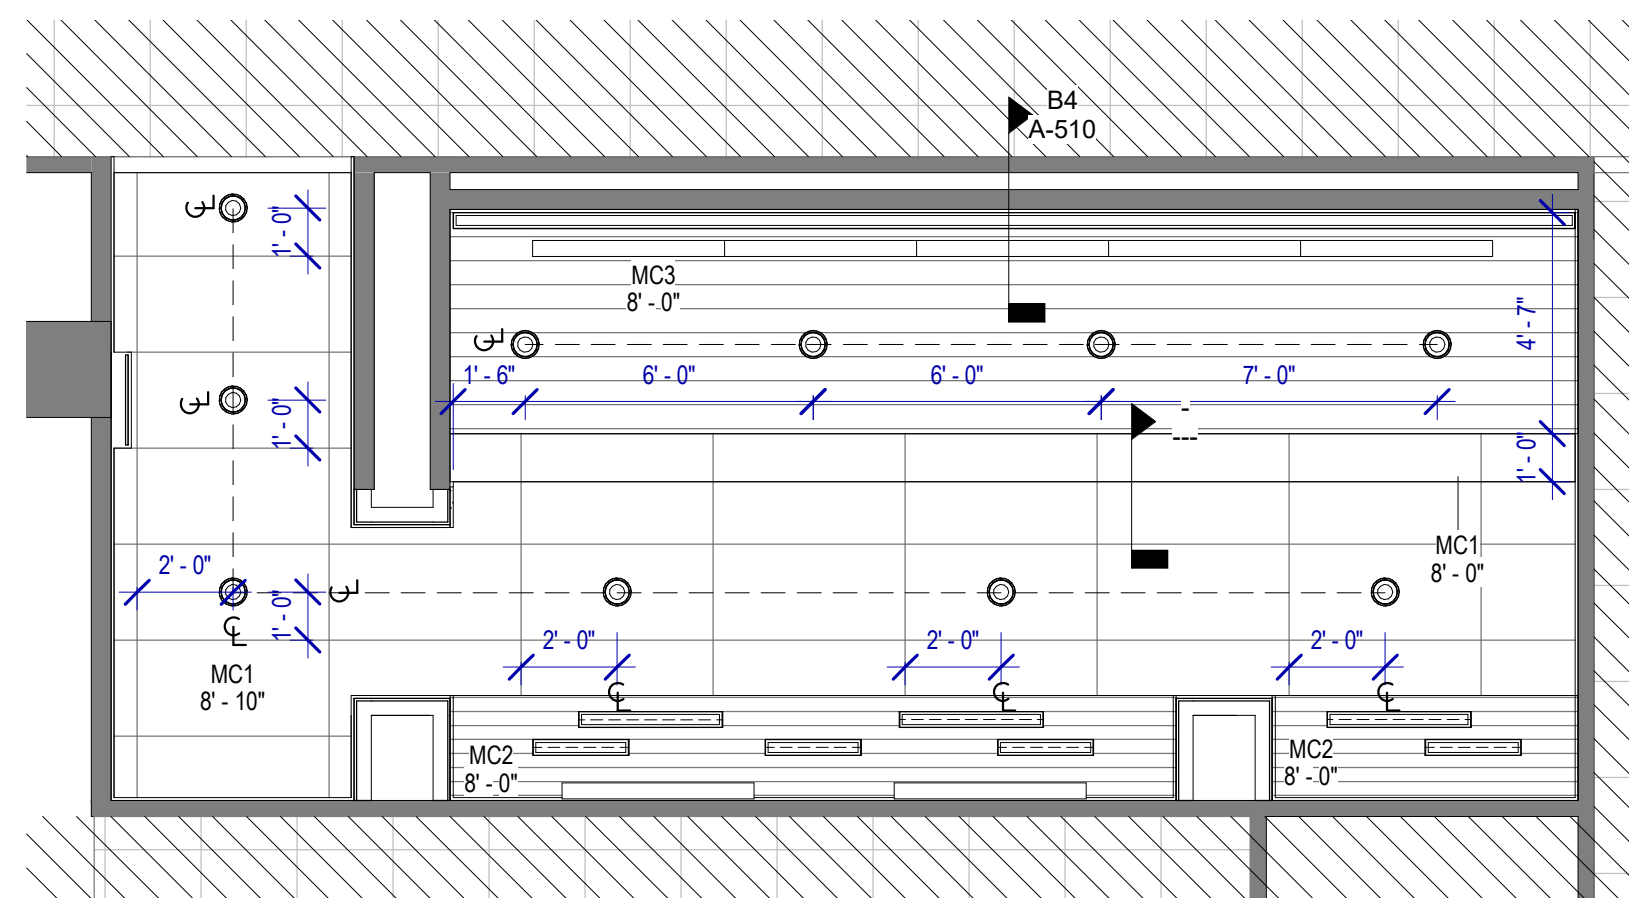 B4
A-510
1' - 0"
MC3
8' - 0"
4' - 7"
1' - 6"
6' - 0"
6' - 0"
7' - 0"
1' - 0"
-
---
1' - 0"
MC1
8' - 0"
2' - 0"
1' - 0"
2' - 0"
2' - 0"
2' - 0"
MC1
8' - 10"
MC2
8' - 0"
MC2
8' - 0"